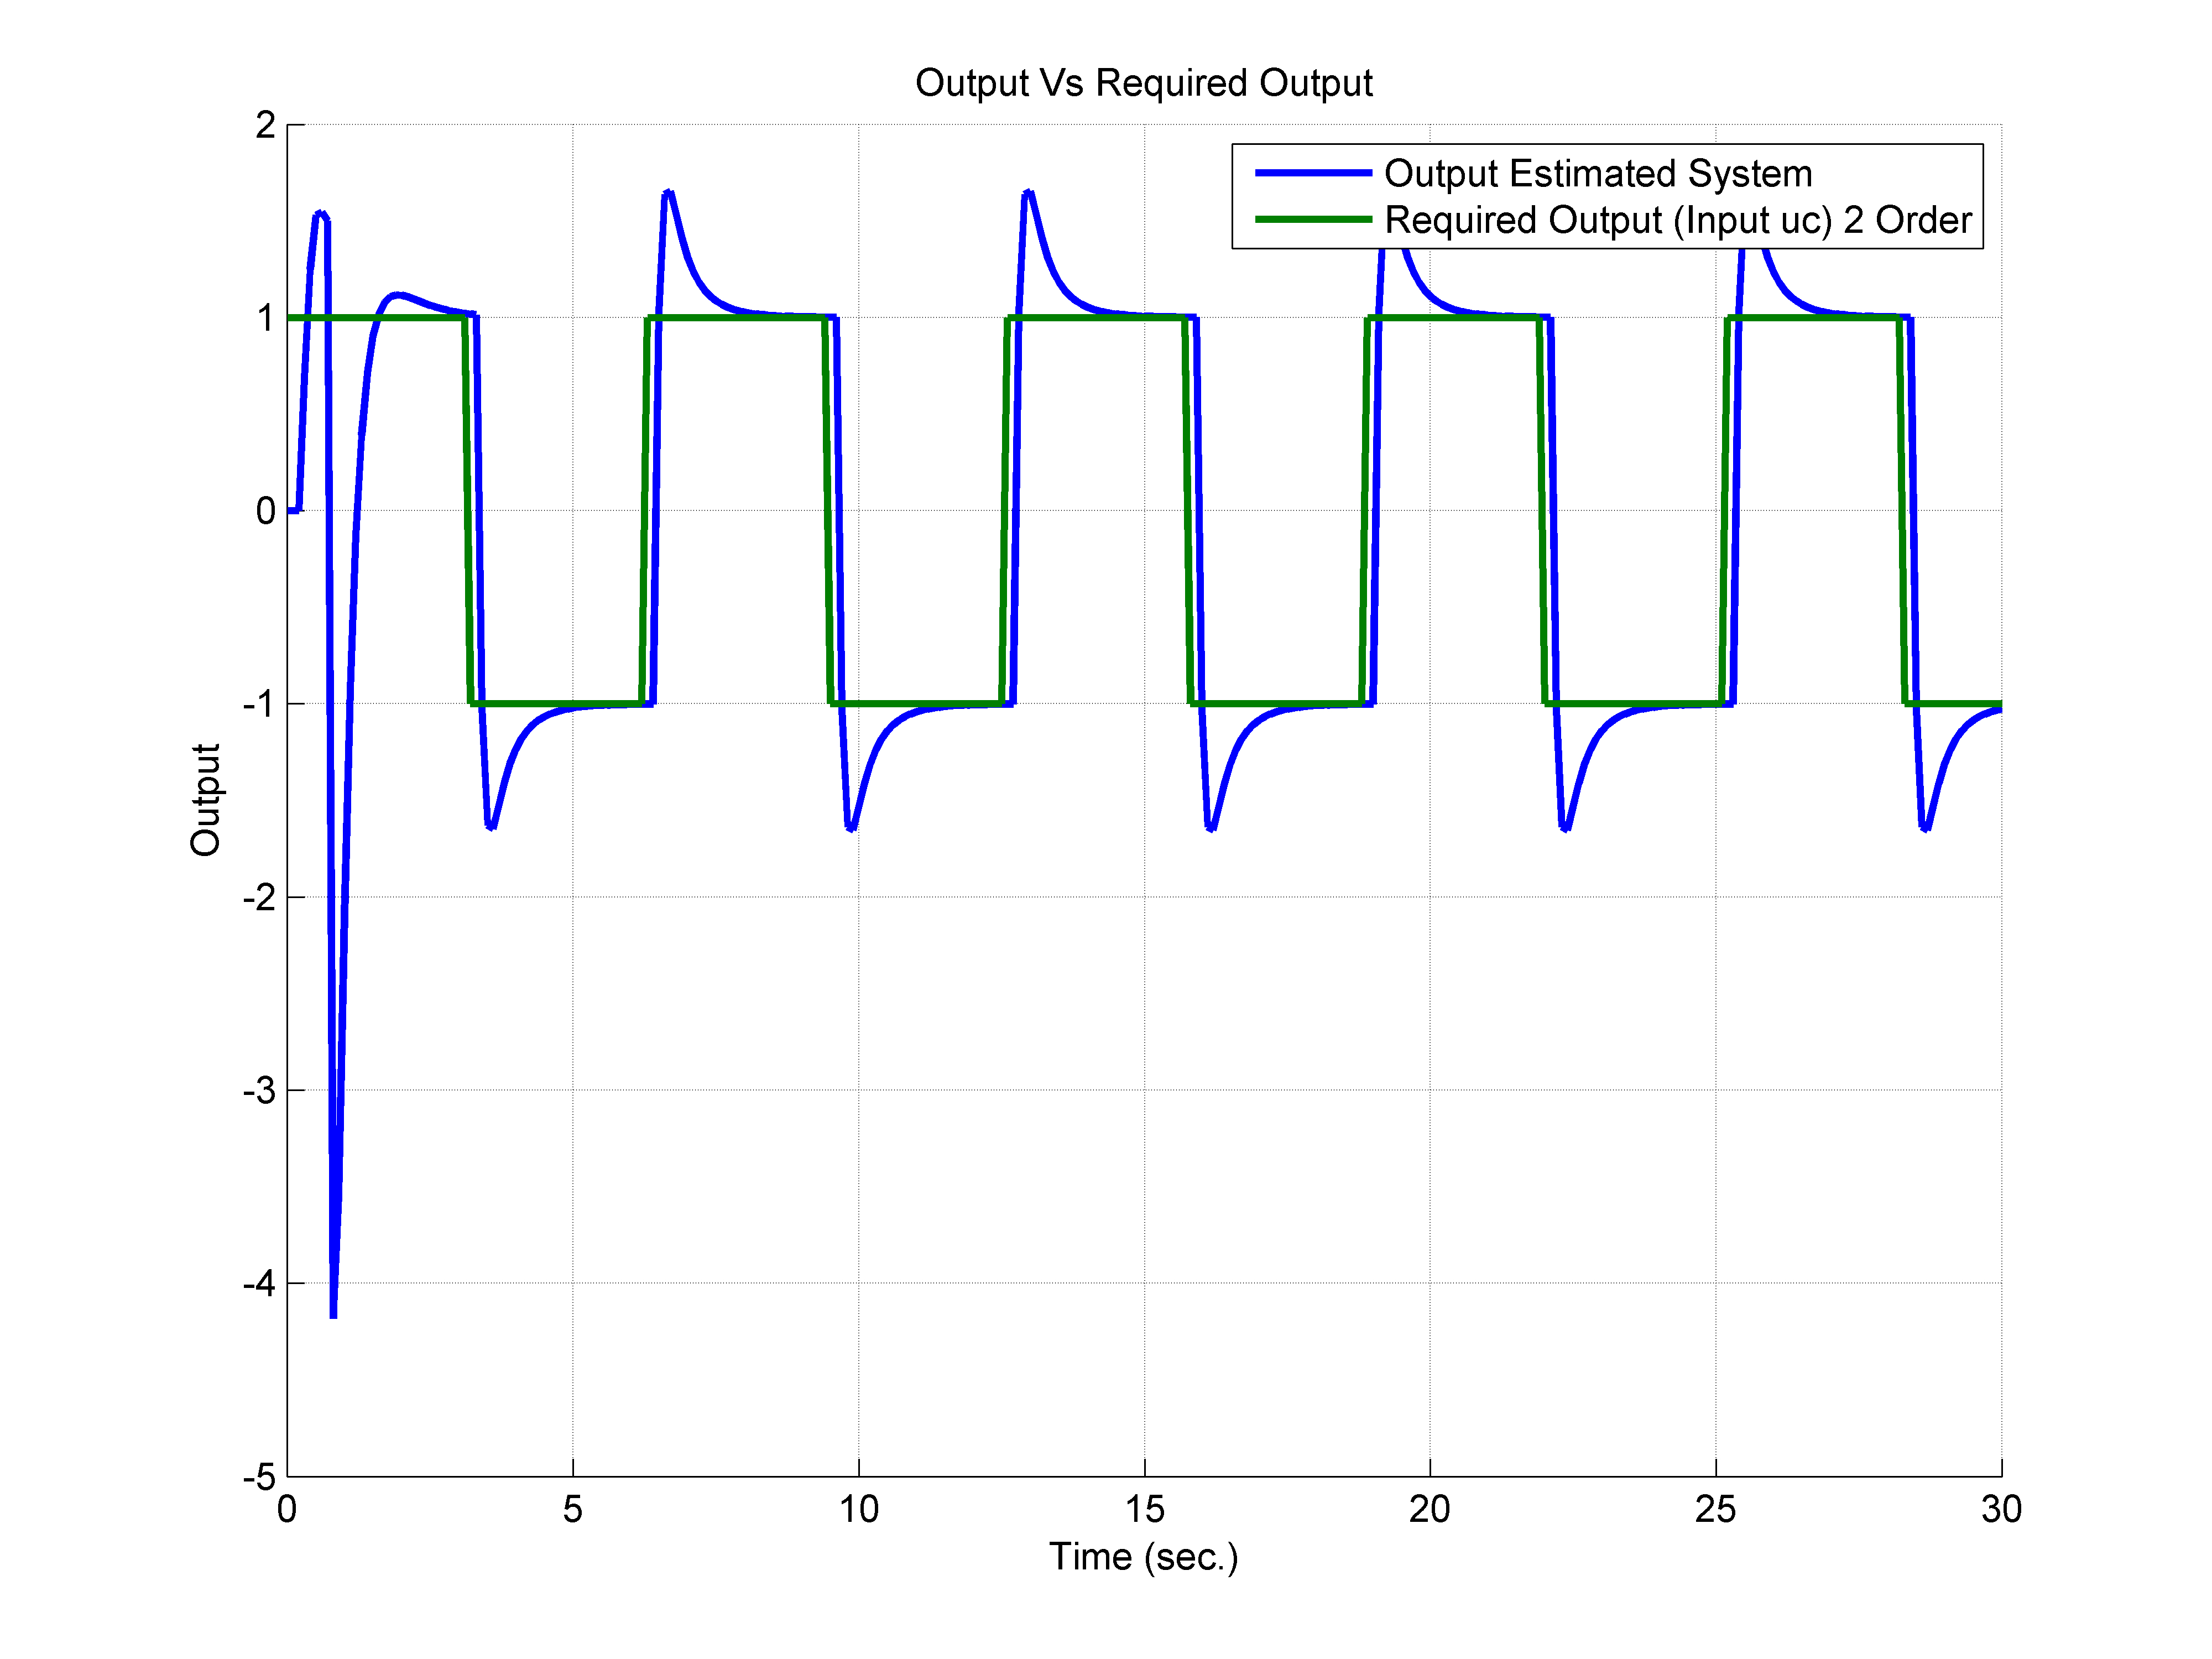 Output Vs Required Output
2
Output Estimated System
Required Output (Input uc) 2 Order
1
0
-1
Output
-2
-3
-4
-5
0 5 10 15 20 25 30
Time (sec.)